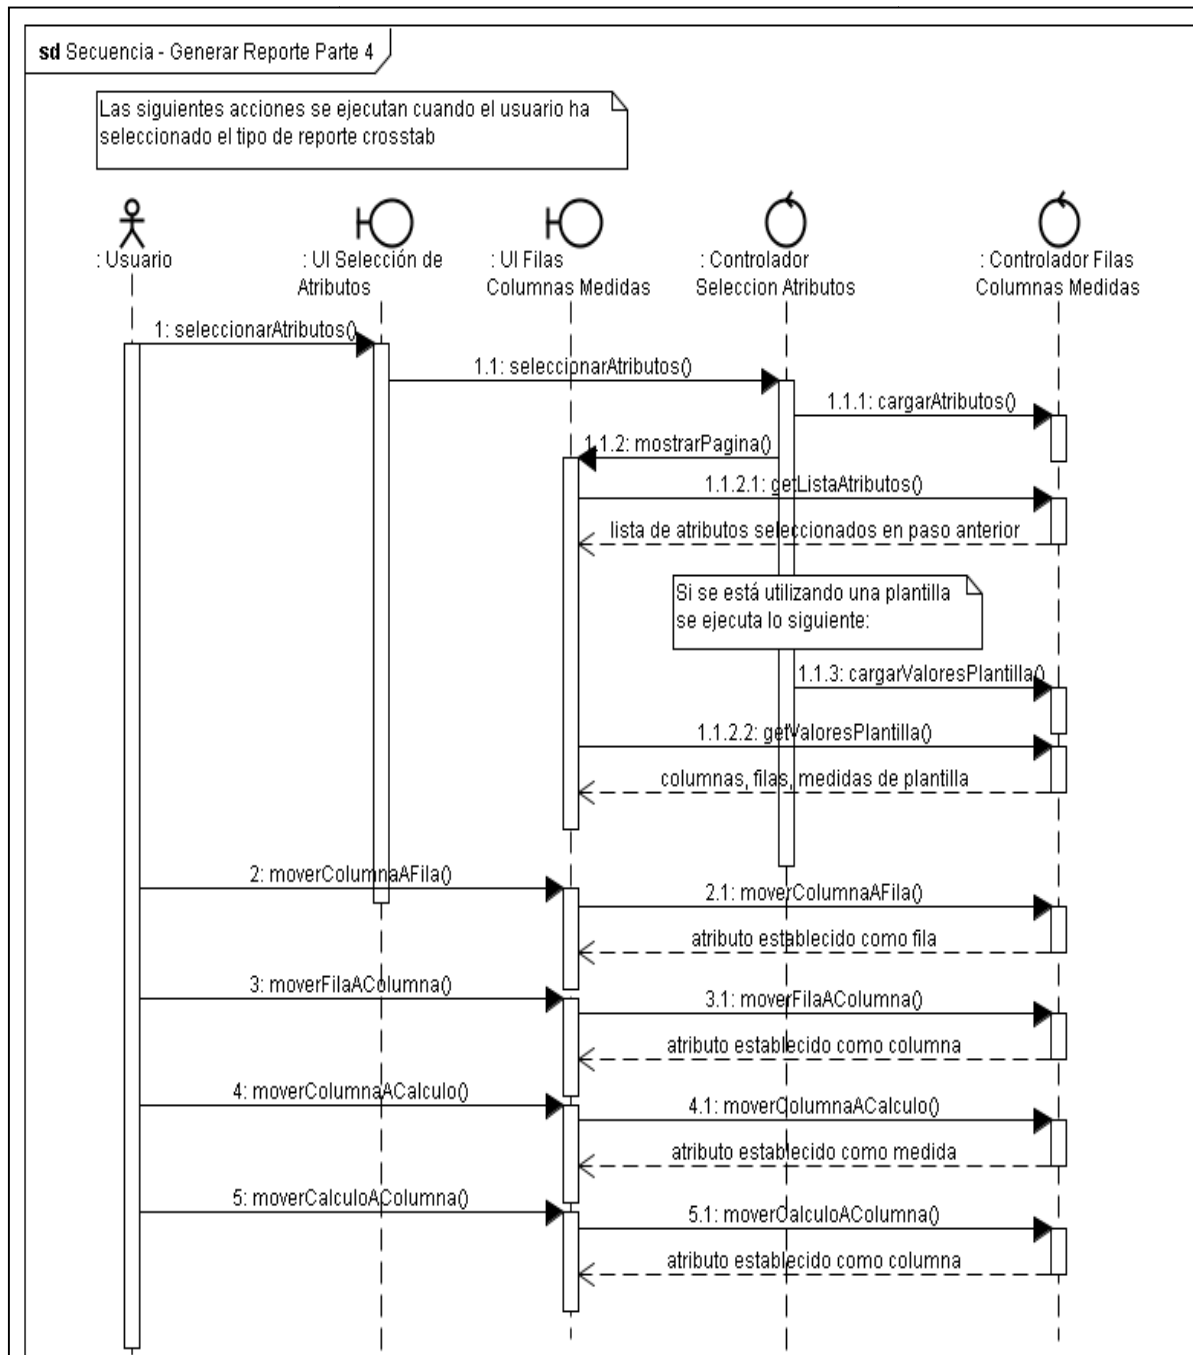 sd Secuencia - Generar Reporte Parte 4
Las siguientes acciones se ejecutan cuando el usuario ha
seleccionado el tipo de reporte crosstab
: Usuario
: UI Selección de
Atributos
: UI Filas
Columnas Medidas
: Controlador
Seleccion Atributos
: Controlador Filas
Columnas Medidas
1: seleccionarAtributos()
1.1: seleccionarAtributos()
1.1.1: cargarAtributos()
1.1.2: mostrarPagina()
1.1.2.1: getListaAtributos()
lista de atributos seleccionados en paso anterior
Si se está utilizando una plantilla
se ejecuta lo siguiente:
1.1.3: cargarValoresPlantilla()
1.1.2.2: getValoresPlantilla()
columnas, filas, medidas de plantilla
2: moverColumnaAFila()
2.1: moverColumnaAFila()
atributo establecido como fila
3: moverFilaAColumna()
3.1: moverFilaAColumna()
atributo establecido como columna
4: moverColumnaACalculo()
4.1: moverColumnaACalculo()
atributo establecido como medida
5: moverCalculoAColumna()
5.1: moverCalculoAColumna()
atributo establecido como columna